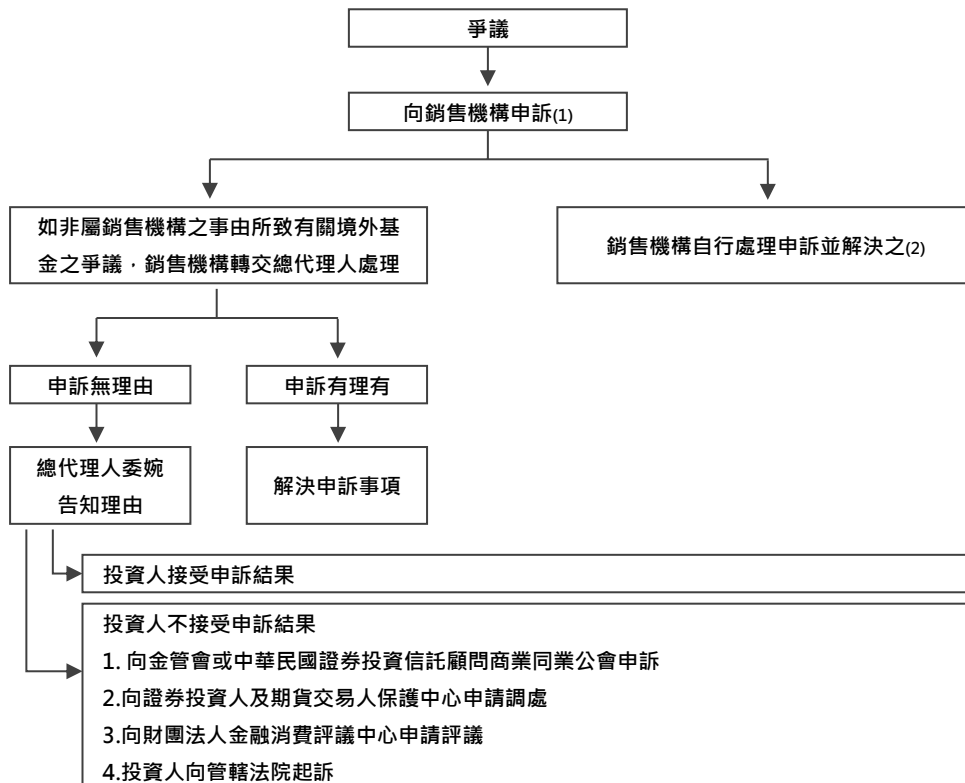 爭議
向銷售機構申訴(1)
如非屬銷售機構之事由所致有關境外基
金之爭議，銷售機構轉交總代理人處理
銷售機構自行處理申訴並解決之(2)
申訴無理由
申訴有理有
總代理人委婉
告知理由
解決申訴事項
投資人接受申訴結果
投資人不接受申訴結果
1. 向金管會或中華民國證券投資信託顧問商業同業公會申訴
2.向證券投資人及期貨交易人保護中心申請調處
3.向財團法人金融消費評議中心申請評議
4.投資人向管轄法院起訴